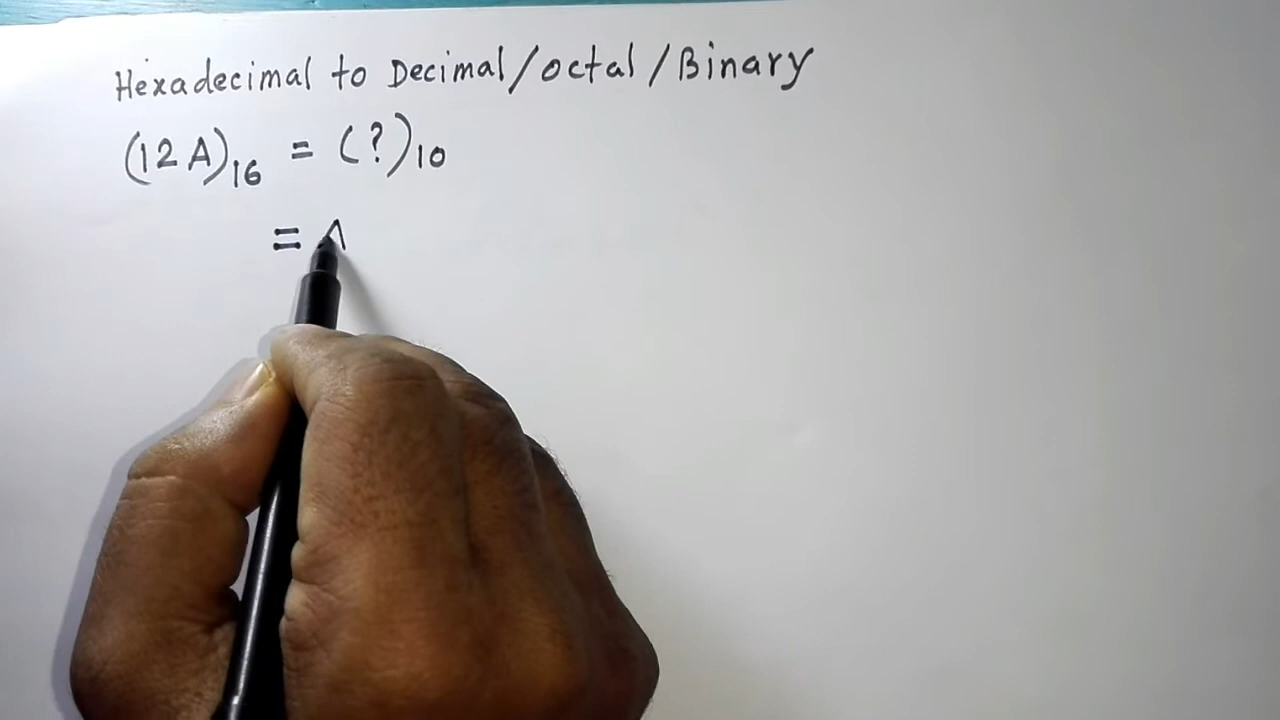 Hexadecimal to Decimal/octal/Binary
(12A)₁₆ = (?)₁₀
= A